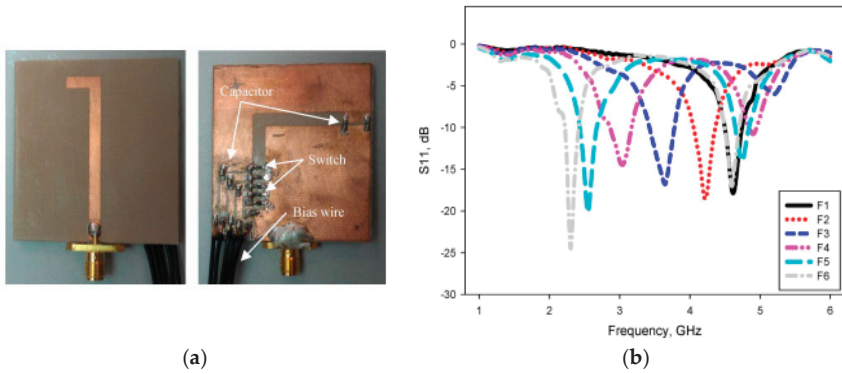 Capacitor
Switch
Bias wire
(a)
0
-5
-10
-15
-20
-25
-30
S11, dB
1
2
3
4
5
6
Frequency, GHz
F1
F2
F3
F4
F5
F6
(b)